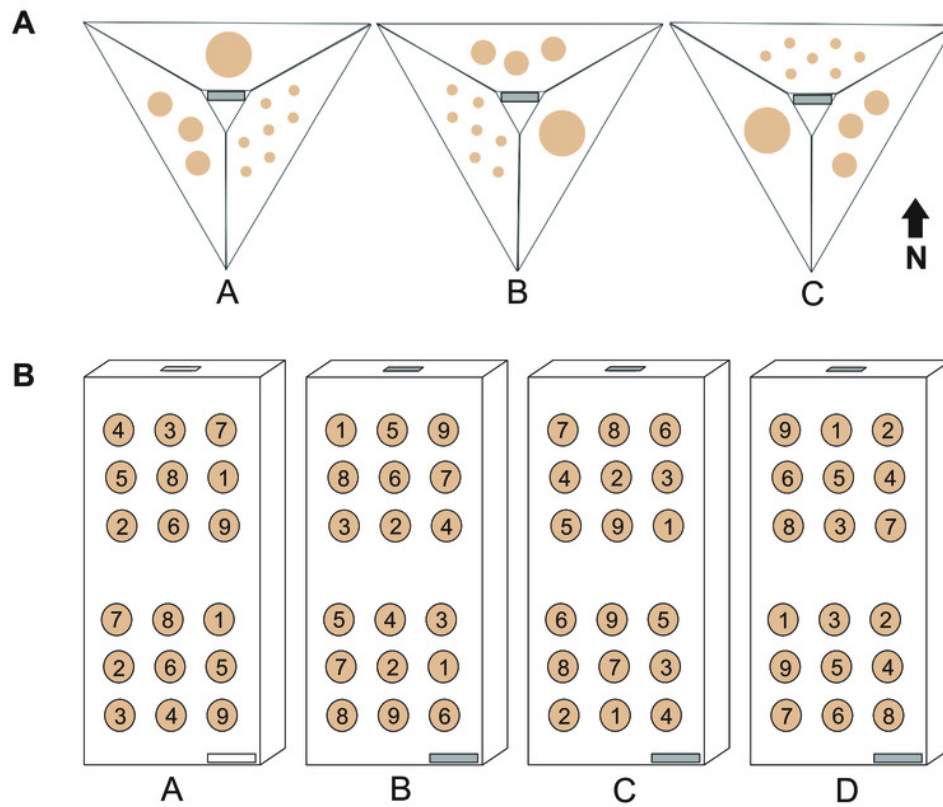 A
N
A B C
B
4 3 7 1 5 9 7 8 6 9 1 2
5 8 1 8 6 7 4 2 3 6 5 4
2 6 9 3 2 4 5 9 1 8 3 7
7 8 1 5 4 3 6 9 5 1 3 2
2 6 5 7 2 1 8 7 3 9 5 4
3 4 9 8 9 6 2 1 4 7 6 8
A B C D